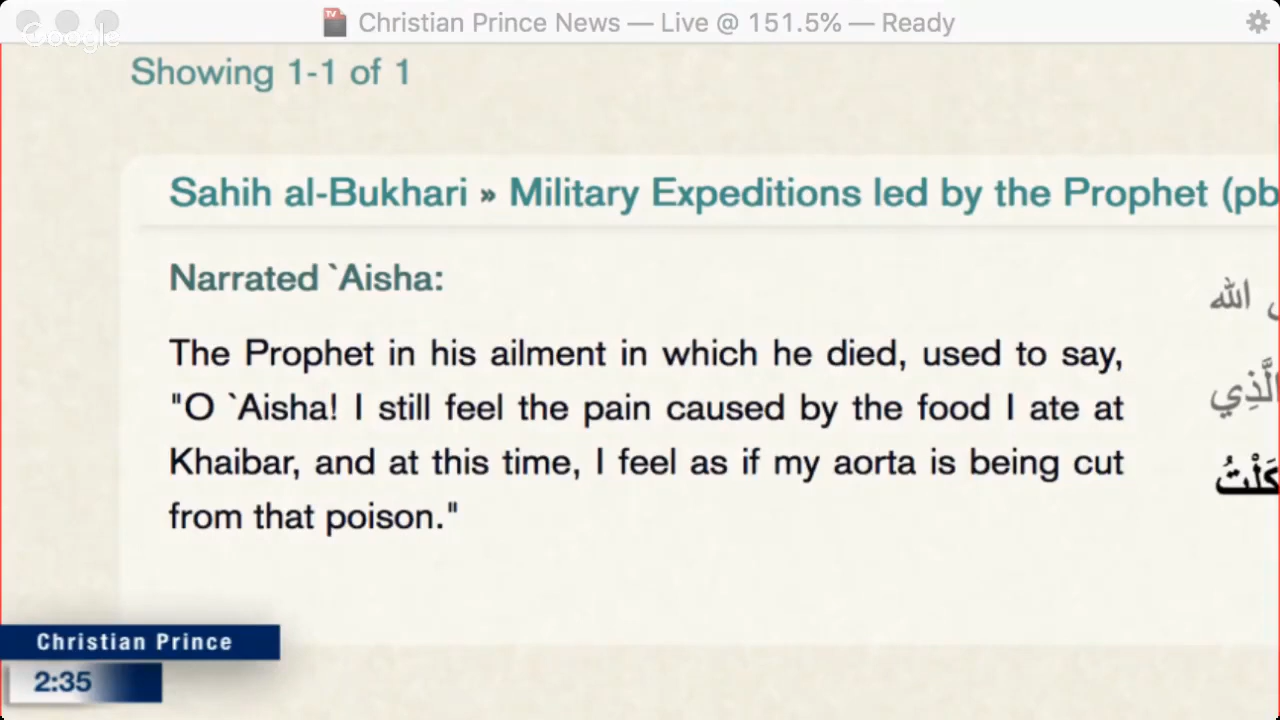 Google
Christian Prince News — Live @ 151.5% — Ready
Showing 1-1 of 1
Sahih al-Bukhari » Military Expeditions led by the Prophet (pb
Narrated `Aisha:
The Prophet in his ailment in which he died, used to say,
"O `Aisha! I still feel the pain caused by the food I ate at
Khaibar, and at this time, I feel as if my aorta is being cut
from that poison."
الله
الَّذِي
Christian Prince
2:35